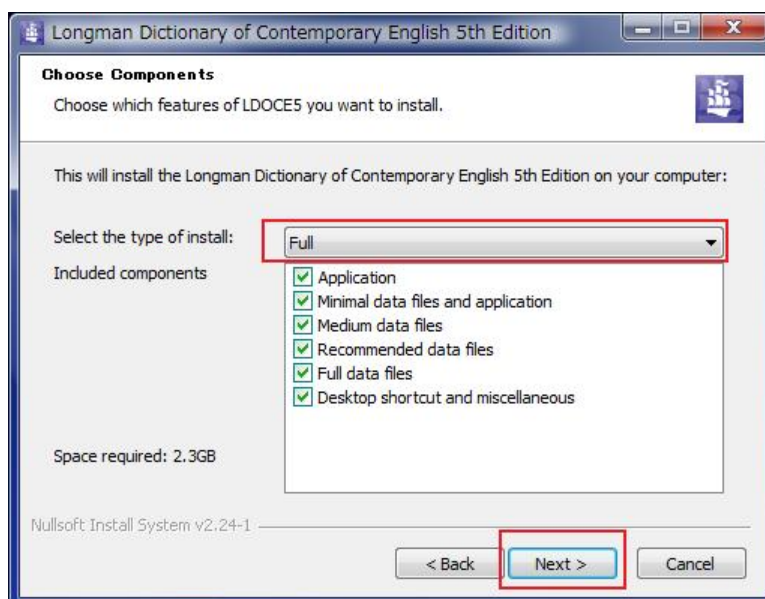 Longman Dictionary of Contemporary English 5th Edition
Choose Components
Choose which features of LDOCE5 you want to install.
This will install the Longman Dictionary of Contemporary English 5th Edition on your computer:
Select the type of install: Full
Included components
Application
Minimal data files and application
Medium data files
Recommended data files
Full data files
Desktop shortcut and miscellaneous
Space required: 2.3GB
Nullsoft Install System v2.24-1
< Back Next > Cancel